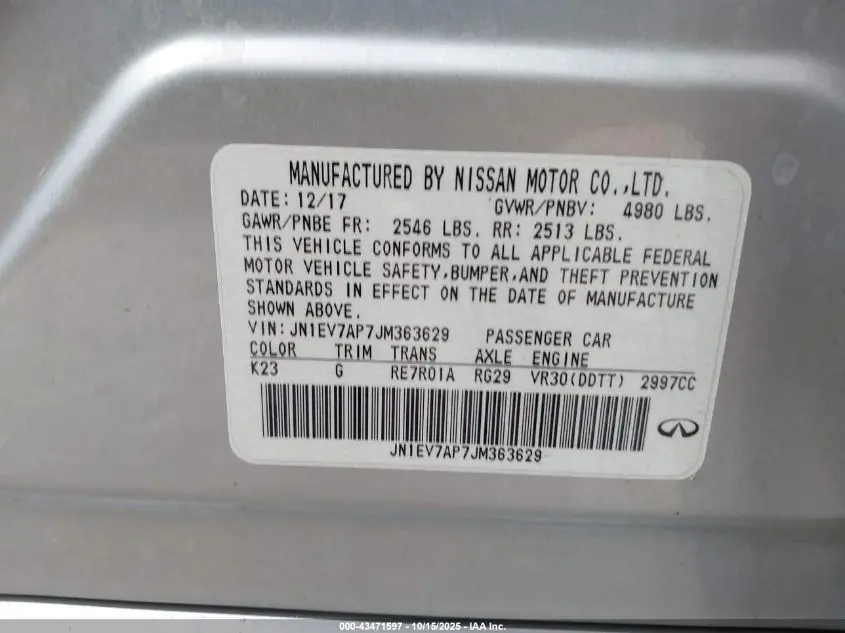 MANUFACTURED BY NISSAN MOTOR CO.,LTD.
DATE: 12/17 GVWR/PNBV: 4980 LBS.
GAWR/PNBE FR: 2546 LBS. RR: 2513 LBS.
THIS VEHICLE CONFORMS TO ALL APPLICABLE FEDERAL
MOTOR VEHICLE SAFETY,BUMPER,AND THEFT PREVENTION
STANDARDS IN EFFECT ON THE DATE OF MANUFACTURE
SHOWN ABOVE.
VIN:JN1EV7AP7JM363629 PASSENGER CAR
COLOR TRIM TRANS AXLE ENGINE
K23 G RE7R01A RG29 VR30(DDTT) 2997CC
JN1EV7AP7JM363629
000-43471597 - 10/15/2025 - IAA Inc.